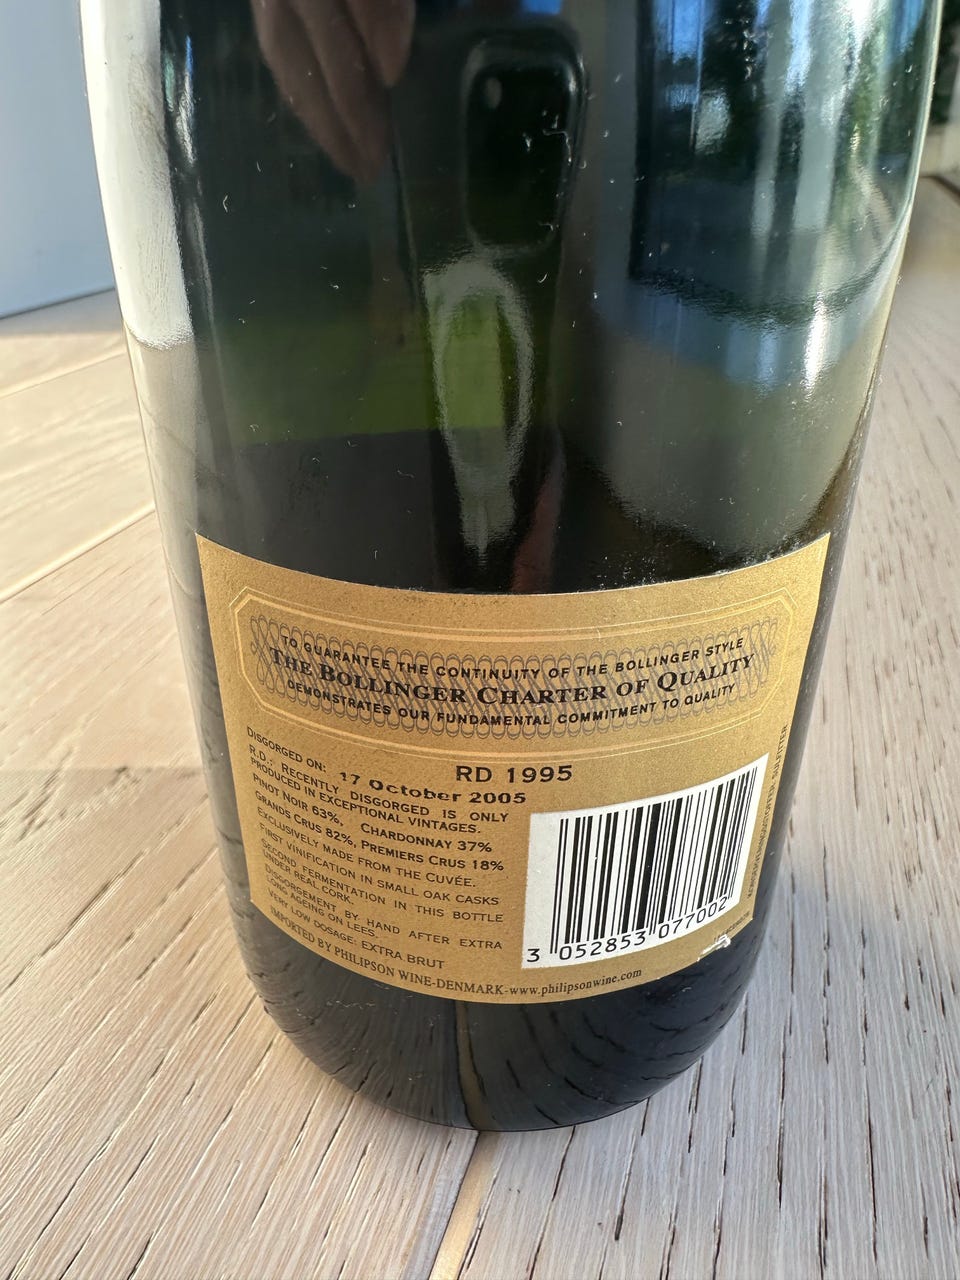 TO GUARANTEE THE CONTINUITY OF THE BOLLINGER STYLE
THE BOLLINGER CHARTER OF QUALITY
DEMONSTRATES OUR FUNDAMENTAL COMMITMENT TO QUALITY
RD 1995
DISGORGED ON: 17 October 2005
R.D.: RECENTLY DISGORGED IS ONLY
PRODUCED IN EXCEPTIONAL VINTAGES.
PINOT NOIR 63%, CHARDONNAY 37%
GRANDS CRUS 82%, PREMIERS CRUS 18%
EXCLUSIVELY MADE FROM THE CUVÉE.
FIRST VINIFICATION IN SMALL OAK CASKS
SECOND FERMENTATION IN THIS BOTTLE
UNDER REAL CORK.
DISGORGEMENT BY HAND AFTER EXTRA
LONG AGEING ON LEES.
VERY LOW DOSAGE: EXTRA BRUT
IMPORTED BY PHILIPSON WINE-DENMARK-www.philipsonwine.com
3 052853 077002
KONSERVERINGSSTOFFER, SULFITTER